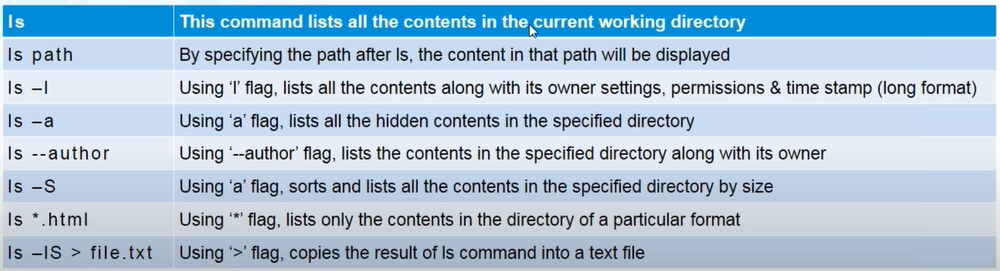 ls This command lists all the contents in the current working directory
ls path By specifying the path after ls, the content in that path will be displayed
ls –l Using ‘l’ flag, lists all the contents along with its owner settings, permissions & time stamp (long format)
ls –a Using ‘a’ flag, lists all the hidden contents in the specified directory
ls --author Using ‘--author’ flag, lists the contents in the specified directory along with its owner
ls –S Using ‘a’ flag, sorts and lists all the contents in the specified directory by size
ls *.html Using ‘*’ flag, lists only the contents in the directory of a particular format
ls –lS > file.txt Using ‘>’ flag, copies the result of ls command into a text file